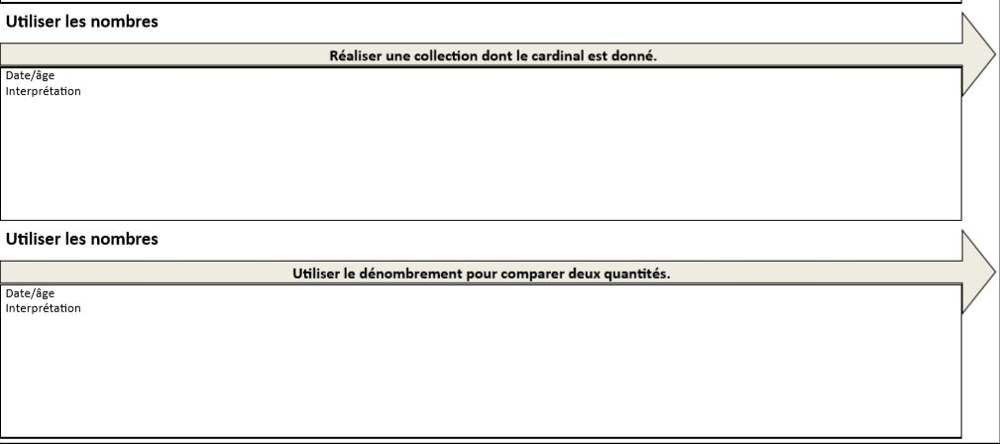 Utiliser les nombres
Réaliser une collection dont le cardinal est donné.
Date/âge
Interprétation
Utiliser les nombres
Utiliser le dénombrement pour comparer deux quantités.
Date/âge
Interprétation